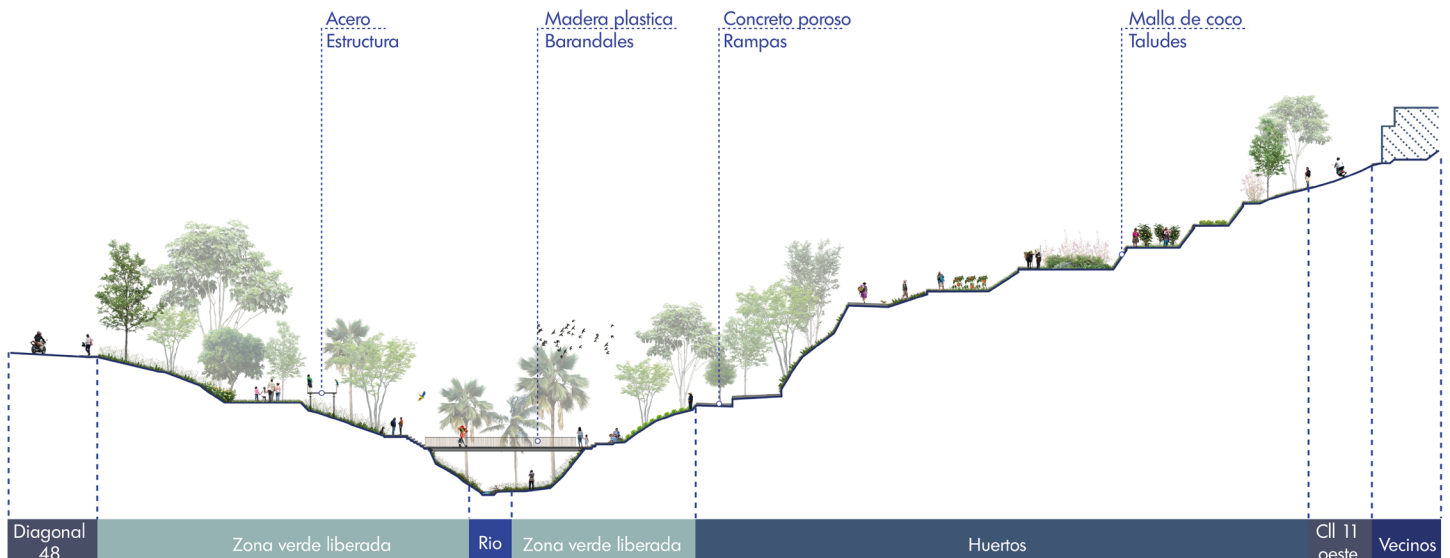 Acero
Estructura
Madera plastica
Barandales
Concreto poroso
Rampas
Malla de coco
Taludes
Diagonal
48
Zona verde liberada
Rio
Zona verde liberada
Huertos
Cll 11
oeste
Vecinos